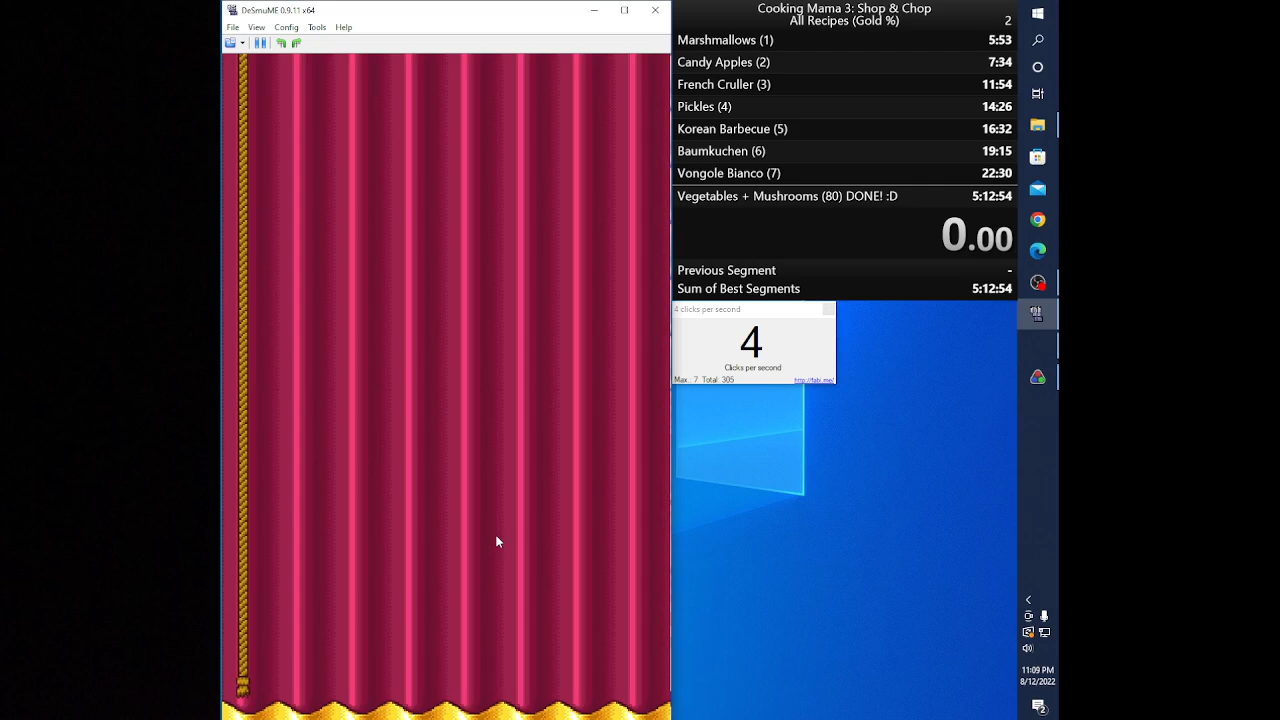 DeSmuME 0.9.11 x64
File View Config Tools Help
Cooking Mama 3: Shop & Chop
All Recipes (Gold %) 2
Marshmallows (1) 5:53
Candy Apples (2) 7:34
French Cruller (3) 11:54
Pickles (4) 14:26
Korean Barbecue (5) 16:32
Baumkuchen (6) 19:15
Vongole Bianco (7) 22:30
Vegetables + Mushrooms (80) DONE! :D 5:12:54
0.00
Previous Segment -
Sum of Best Segments 5:12:54
4 clicks per second
4
Clicks per second
Max.: 7 Total: 305 http://fabi.me/
11:09 PM
8/12/2022
2